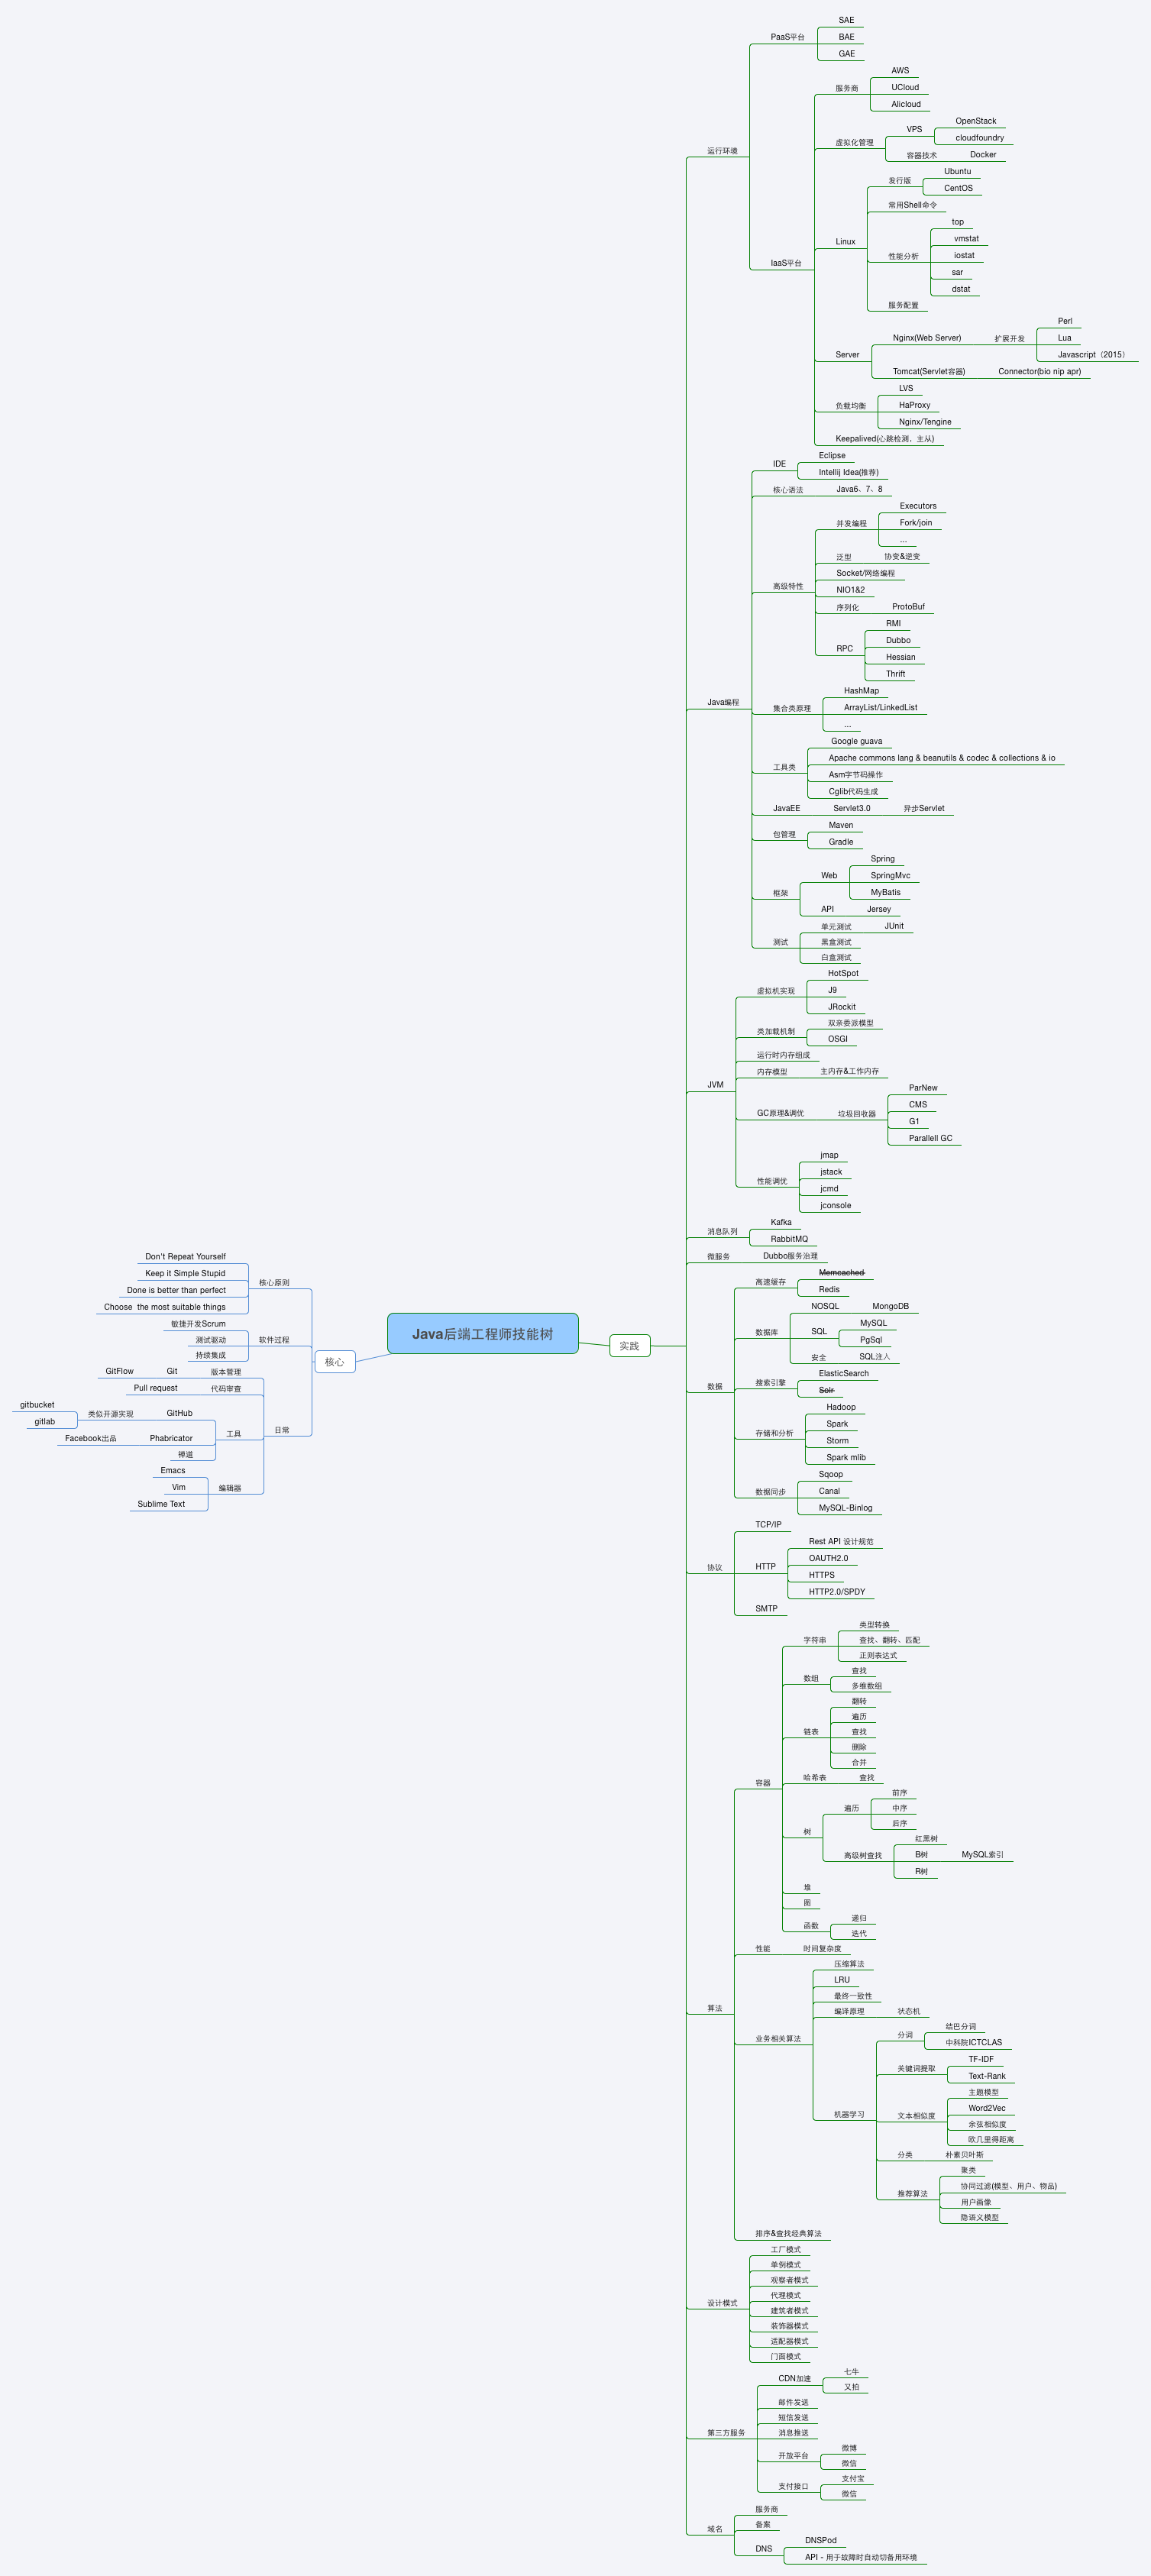 Java后端工程师技能树
核心
核心原则
Don't Repeat Yourself
Keep it Simple Stupid
Done is better than perfect
Choose the most suitable things
软件过程
敏捷开发Scrum
测试驱动
持续集成
日常
版本管理
Git
GitFlow
代码审查
Pull request
工具
GitHub
类似开源实现
gitbucket
gitlab
Phabricator
Facebook出品
禅道
编辑器
Emacs
Vim
Sublime Text
实践
运行环境
PaaS平台
SAE
BAE
GAE
IaaS平台
服务商
AWS
UCloud
Alicloud
虚拟化管理
VPS
OpenStack
cloudfoundry
容器技术
Docker
Linux
发行版
Ubuntu
CentOS
常用Shell命令
性能分析
top
vmstat
iostat
sar
dstat
服务配置
Server
Nginx(Web Server)
扩展开发
Perl
Lua
Javascript（2015）
Tomcat(Servlet容器)
Connector(bio nip apr)
负载均衡
LVS
HaProxy
Nginx/Tengine
Keepalived(心跳检测、主从)
Java编程
IDE
Eclipse
Intellij Idea(推荐)
核心语法
Java6、7、8
高级特性
并发编程
Executors
Fork/join
...
泛型
协变&逆变
Socket/网络编程
NIO1&2
序列化
ProtoBuf
RPC
RMI
Dubbo
Hessian
Thrift
集合类原理
HashMap
ArrayList/LinkedList
...
工具类
Google guava
Apache commons lang & beanutils & codec & collections & io
Asm字节码操作
Cglib代码生成
JavaEE
Servlet3.0
异步Servlet
包管理
Maven
Gradle
框架
Web
Spring
SpringMvc
MyBatis
API
Jersey
测试
单元测试
JUnit
黑盒测试
白盒测试
JVM
虚拟机实现
HotSpot
J9
JRockit
类加载机制
双亲委派模型
OSGI
运行时内存组成
内存模型
主内存&工作内存
GC原理&调优
垃圾回收器
ParNew
CMS
G1
Parallell GC
性能调优
jmap
jstack
jcmd
jconsole
消息队列
Kafka
RabbitMQ
微服务
Dubbo服务治理
数据
高速缓存
Memcached
Redis
数据库
NOSQL
MongoDB
SQL
MySQL
PgSql
安全
SQL注入
搜索引擎
ElasticSearch
Solr
存储和分析
Hadoop
Spark
Storm
Spark mlib
数据同步
Sqoop
Canal
MySQL-Binlog
协议
TCP/IP
HTTP
Rest API 设计规范
OAUTH2.0
HTTPS
HTTP2.0/SPDY
SMTP
算法
容器
字符串
类型转换
查找、翻转、匹配
正则表达式
数组
查找
多维数组
链表
翻转
遍历
查找
删除
合并
哈希表
查找
树
遍历
前序
中序
后序
高级树查找
红黑树
B树
MySQL索引
R树
堆
图
函数
递归
迭代
性能
时间复杂度
业务相关算法
压缩算法
LRU
最终一致性
编译原理
状态机
机器学习
分词
结巴分词
中科院ICTCLAS
关键词提取
TF-IDF
Text-Rank
文本相似度
主题模型
Word2Vec
余弦相似度
欧几里得距离
分类
朴素贝叶斯
推荐算法
聚类
协同过滤(模型、用户、物品)
用户画像
隐语义模型
排序&查找经典算法
设计模式
工厂模式
单例模式
观察者模式
代理模式
建筑者模式
装饰器模式
适配器模式
门面模式
第三方服务
CDN加速
七牛
又拍
邮件发送
短信发送
消息推送
开放平台
微博
微信
支付接口
支付宝
微信
域名
服务商
备案
DNS
DNSPod
API - 用于故障时自动切备用环境